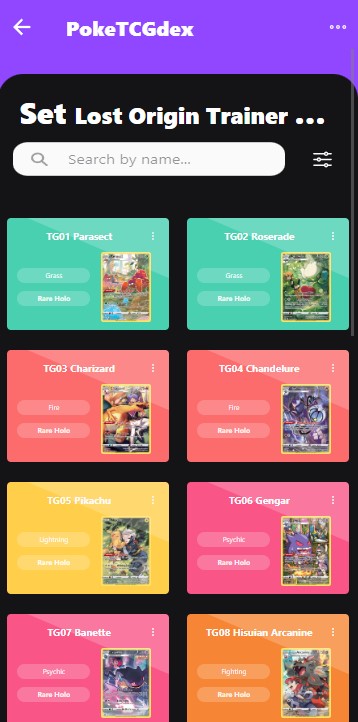 PokeTCGdex
Set Lost Origin Trainer ...
Search by name...
TG01 Parasect
Grass
Rare Holo
TG02 Roserade
Grass
Rare Holo
TG03 Charizard
Fire
Rare Holo
TG04 Chandelure
Fire
Rare Holo
TG05 Pikachu
Lightning
Rare Holo
TG06 Gengar
Psychic
Rare Holo
TG07 Banette
Psychic
Rare Holo
TG08 Hisuian Arcanine
Fighting
Rare Holo